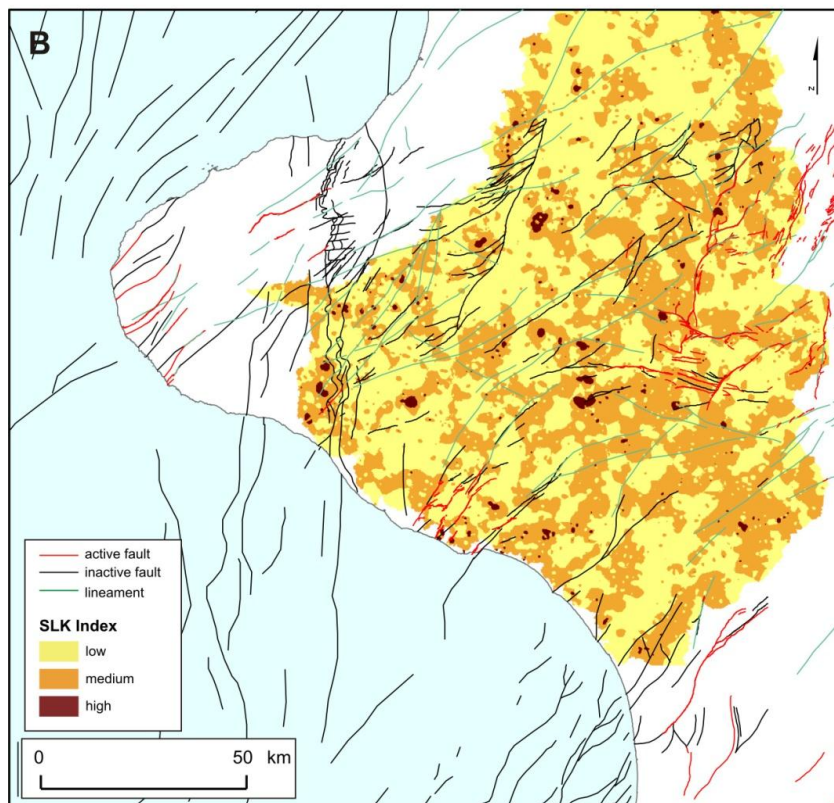 B
N
active fault
inactive fault
lineament
SLK Index
low
medium
high
0 50 km